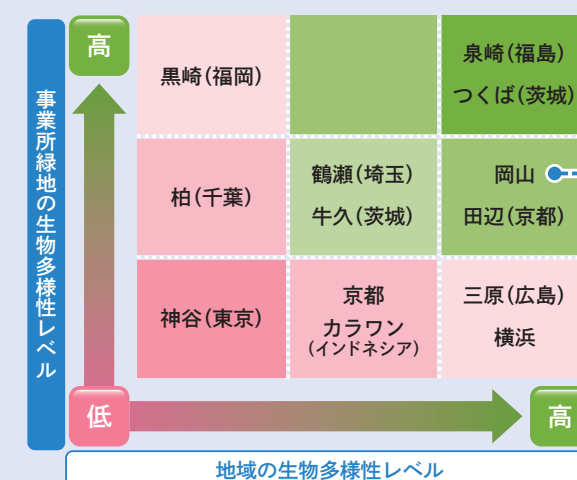 事業所緑地の生物多様性レベル
高
黒崎(福岡)
泉崎(福島)
つくば(茨城)
柏(千葉)
鶴瀬(埼玉)
牛久(茨城)
岡山
田辺(京都)
神谷(東京)
京都
カラワン
(インドネシア)
三原(広島)
横浜
低
高
地域の生物多様性レベル